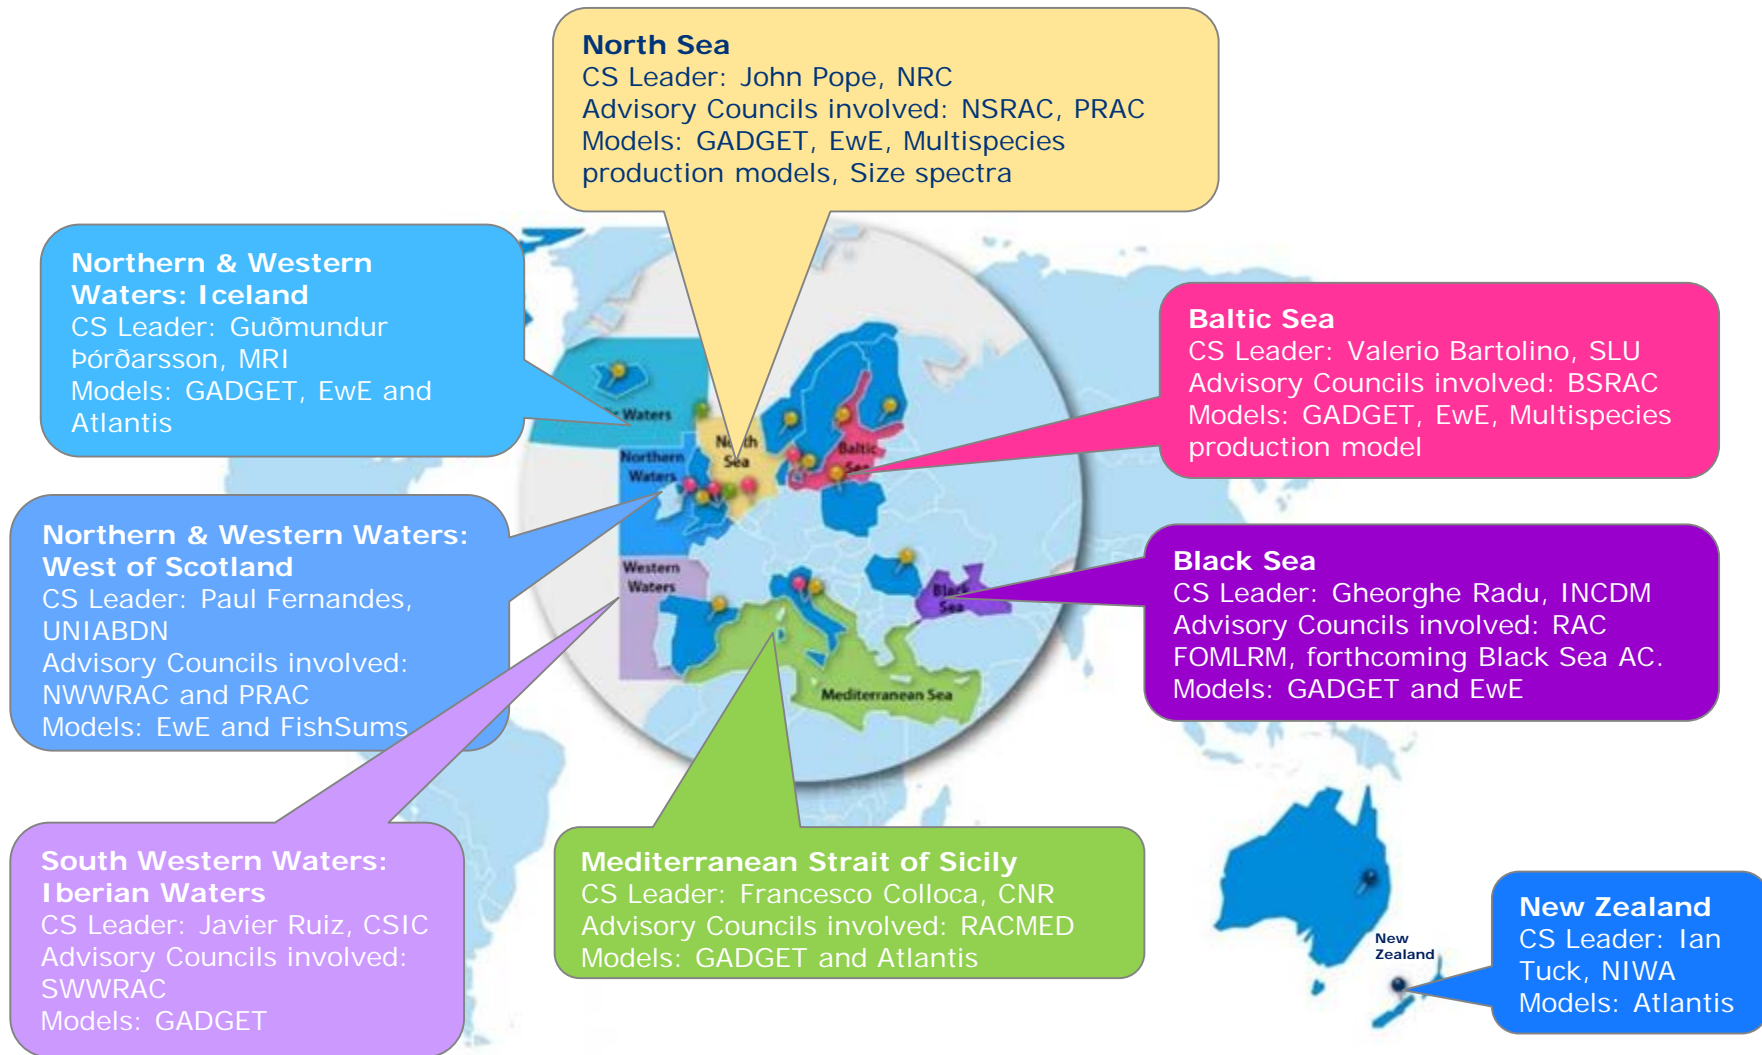 North Sea
CS Leader: John Pope, NRC
Advisory Councils involved: NSRAC, PRAC
Models: GADGET, EwE, Multispecies
production models, Size spectra
Northern & Western
Waters: Iceland
CS Leader: Guðmundur
Þórðarsson, MRI
Models: GADGET, EwE and
Atlantis
Baltic Sea
CS Leader: Valerio Bartolino, SLU
Advisory Councils involved: BSRAC
Models: GADGET, EwE, Multispecies
production model
Northern & Western Waters:
West of Scotland
CS Leader: Paul Fernandes,
UNIABDN
Advisory Councils involved:
NWWRAC and PRAC
Models: EwE and FishSums
Black Sea
CS Leader: Gheorghe Radu, INCDM
Advisory Councils involved: RAC
FOMLRM, forthcoming Black Sea AC.
Models: GADGET and EwE
South Western Waters:
Iberian Waters
CS Leader: Javier Ruiz, CSIC
Advisory Councils involved:
SWWRAC
Models: GADGET
Mediterranean Strait of Sicily
CS Leader: Francesco Colloca, CNR
Advisory Councils involved: RACMED
Models: GADGET and Atlantis
New Zealand
CS Leader: Ian
Tuck, NIWA
Models: Atlantis
Waters
North
Sea
Northern
Waters
Baltic
Sea
Western
Waters
Black
Sea
Mediterranean Sea
New
Zealand